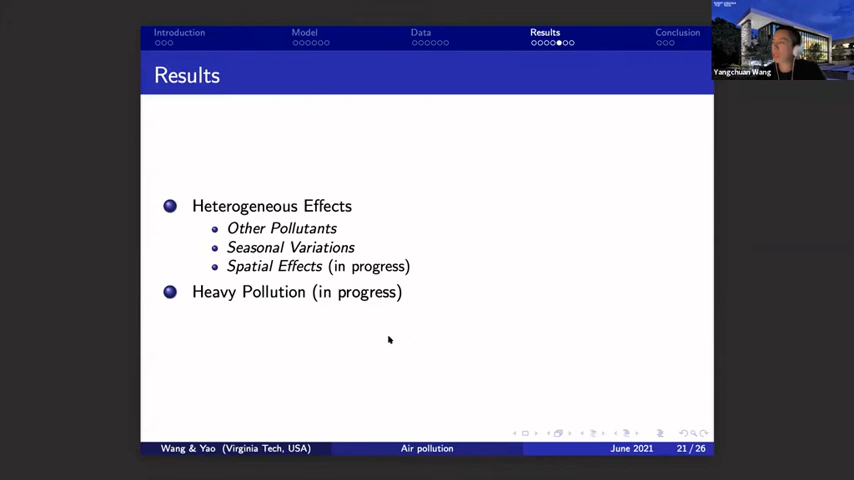 Introduction Model Data Results Conclusion
Results
Heterogeneous Effects
Other Pollutants
Seasonal Variations
Spatial Effects (in progress)
Heavy Pollution (in progress)
Wang & Yao (Virginia Tech, USA) Air pollution June 2021 21 / 26
Yangchuan Wang